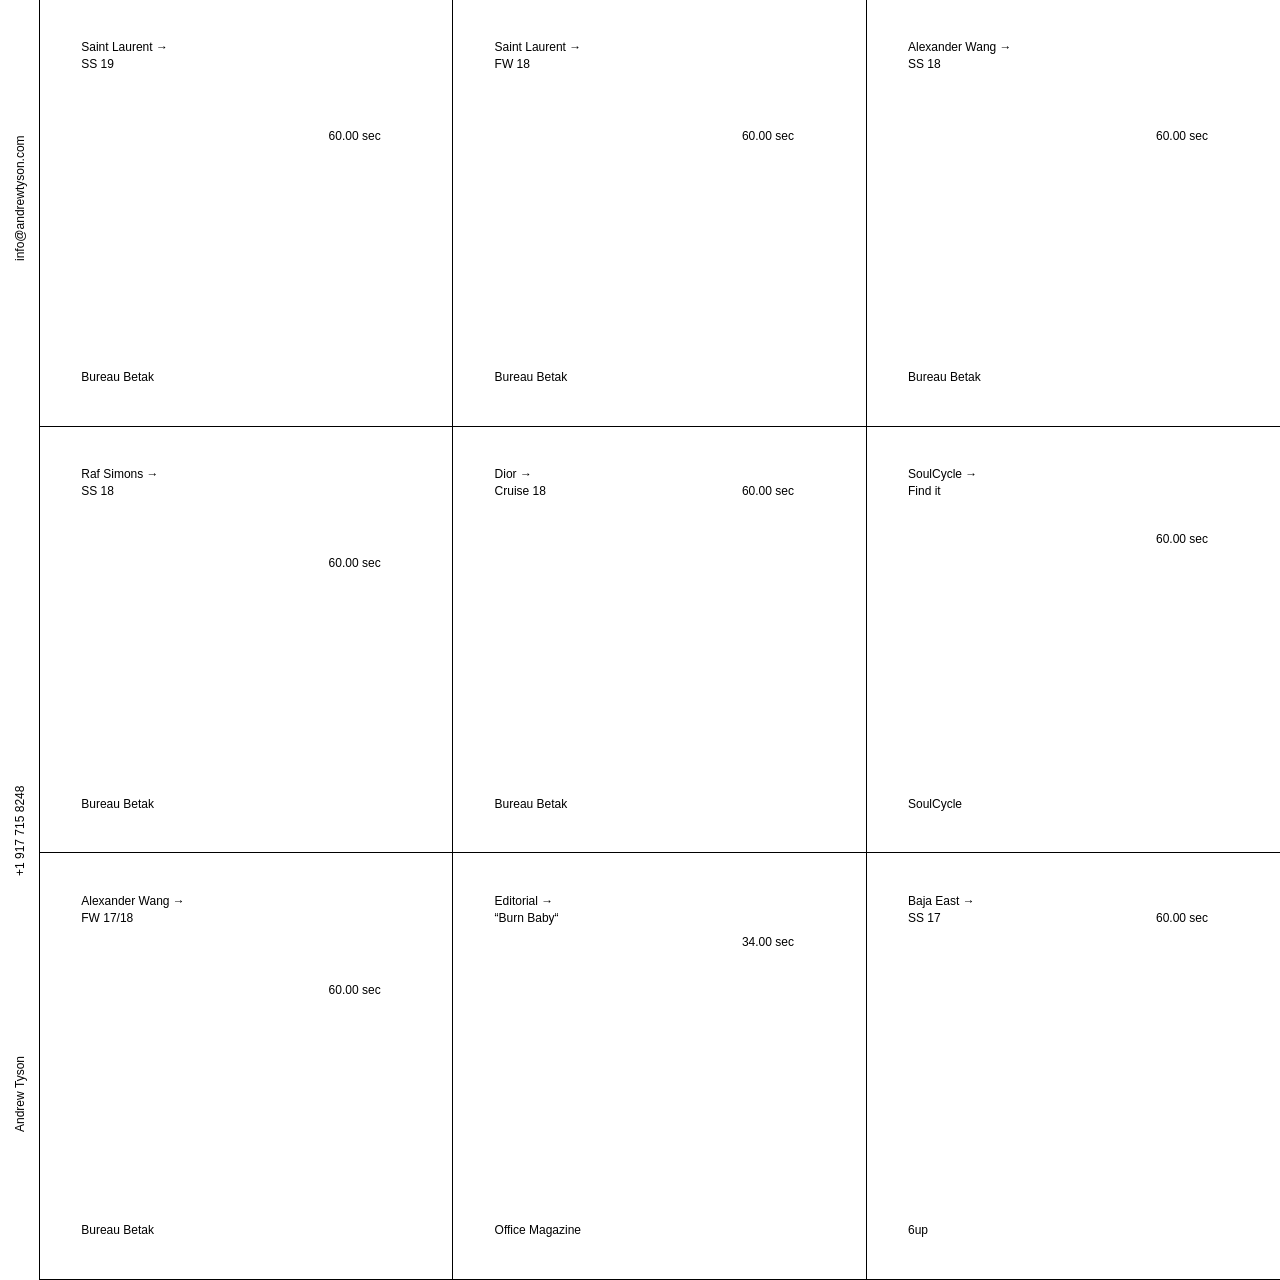 info@andrewtyson.com
+1 917 715 8248
Andrew Tyson
Saint Laurent →
SS 19
60.00 sec
Bureau Betak
Saint Laurent →
FW 18
60.00 sec
Bureau Betak
Alexander Wang →
SS 18
60.00 sec
Bureau Betak
Raf Simons →
SS 18
60.00 sec
Bureau Betak
Dior →
Cruise 18
60.00 sec
Bureau Betak
SoulCycle →
Find it
60.00 sec
SoulCycle
Alexander Wang →
FW 17/18
60.00 sec
Bureau Betak
Editorial →
“Burn Baby“
34.00 sec
Office Magazine
Baja East →
SS 17
60.00 sec
6up